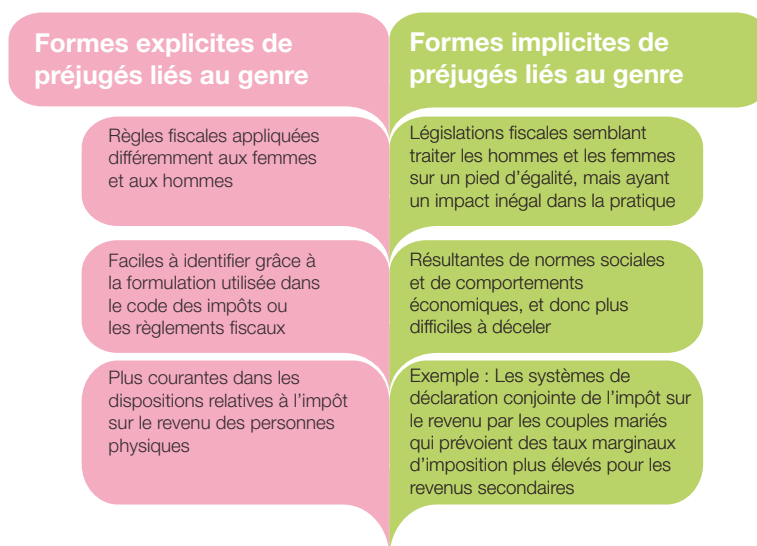 Formes explicites de
préjugés liés au genre
Règles fiscales appliquées
différemment aux femmes
et aux hommes
Faciles à identifier grâce à
la formulation utilisée dans
le code des impôts ou
les règlements fiscaux
Plus courantes dans les
dispositions relatives à l'impôt
sur le revenu des personnes
physiques
Formes implicites de
préjugés liés au genre
Législations fiscales semblant
traiter les hommes et les femmes
sur un pied d'égalité, mais ayant
un impact inégal dans la pratique
Résultantes de normes sociales
et de comportements
économiques, et donc plus
difficiles à déceler
Exemple : Les systèmes de
déclaration conjointe de l'impôt sur
le revenu par les couples mariés
qui prévoient des taux marginaux
d'imposition plus élevés pour les
revenus secondaires